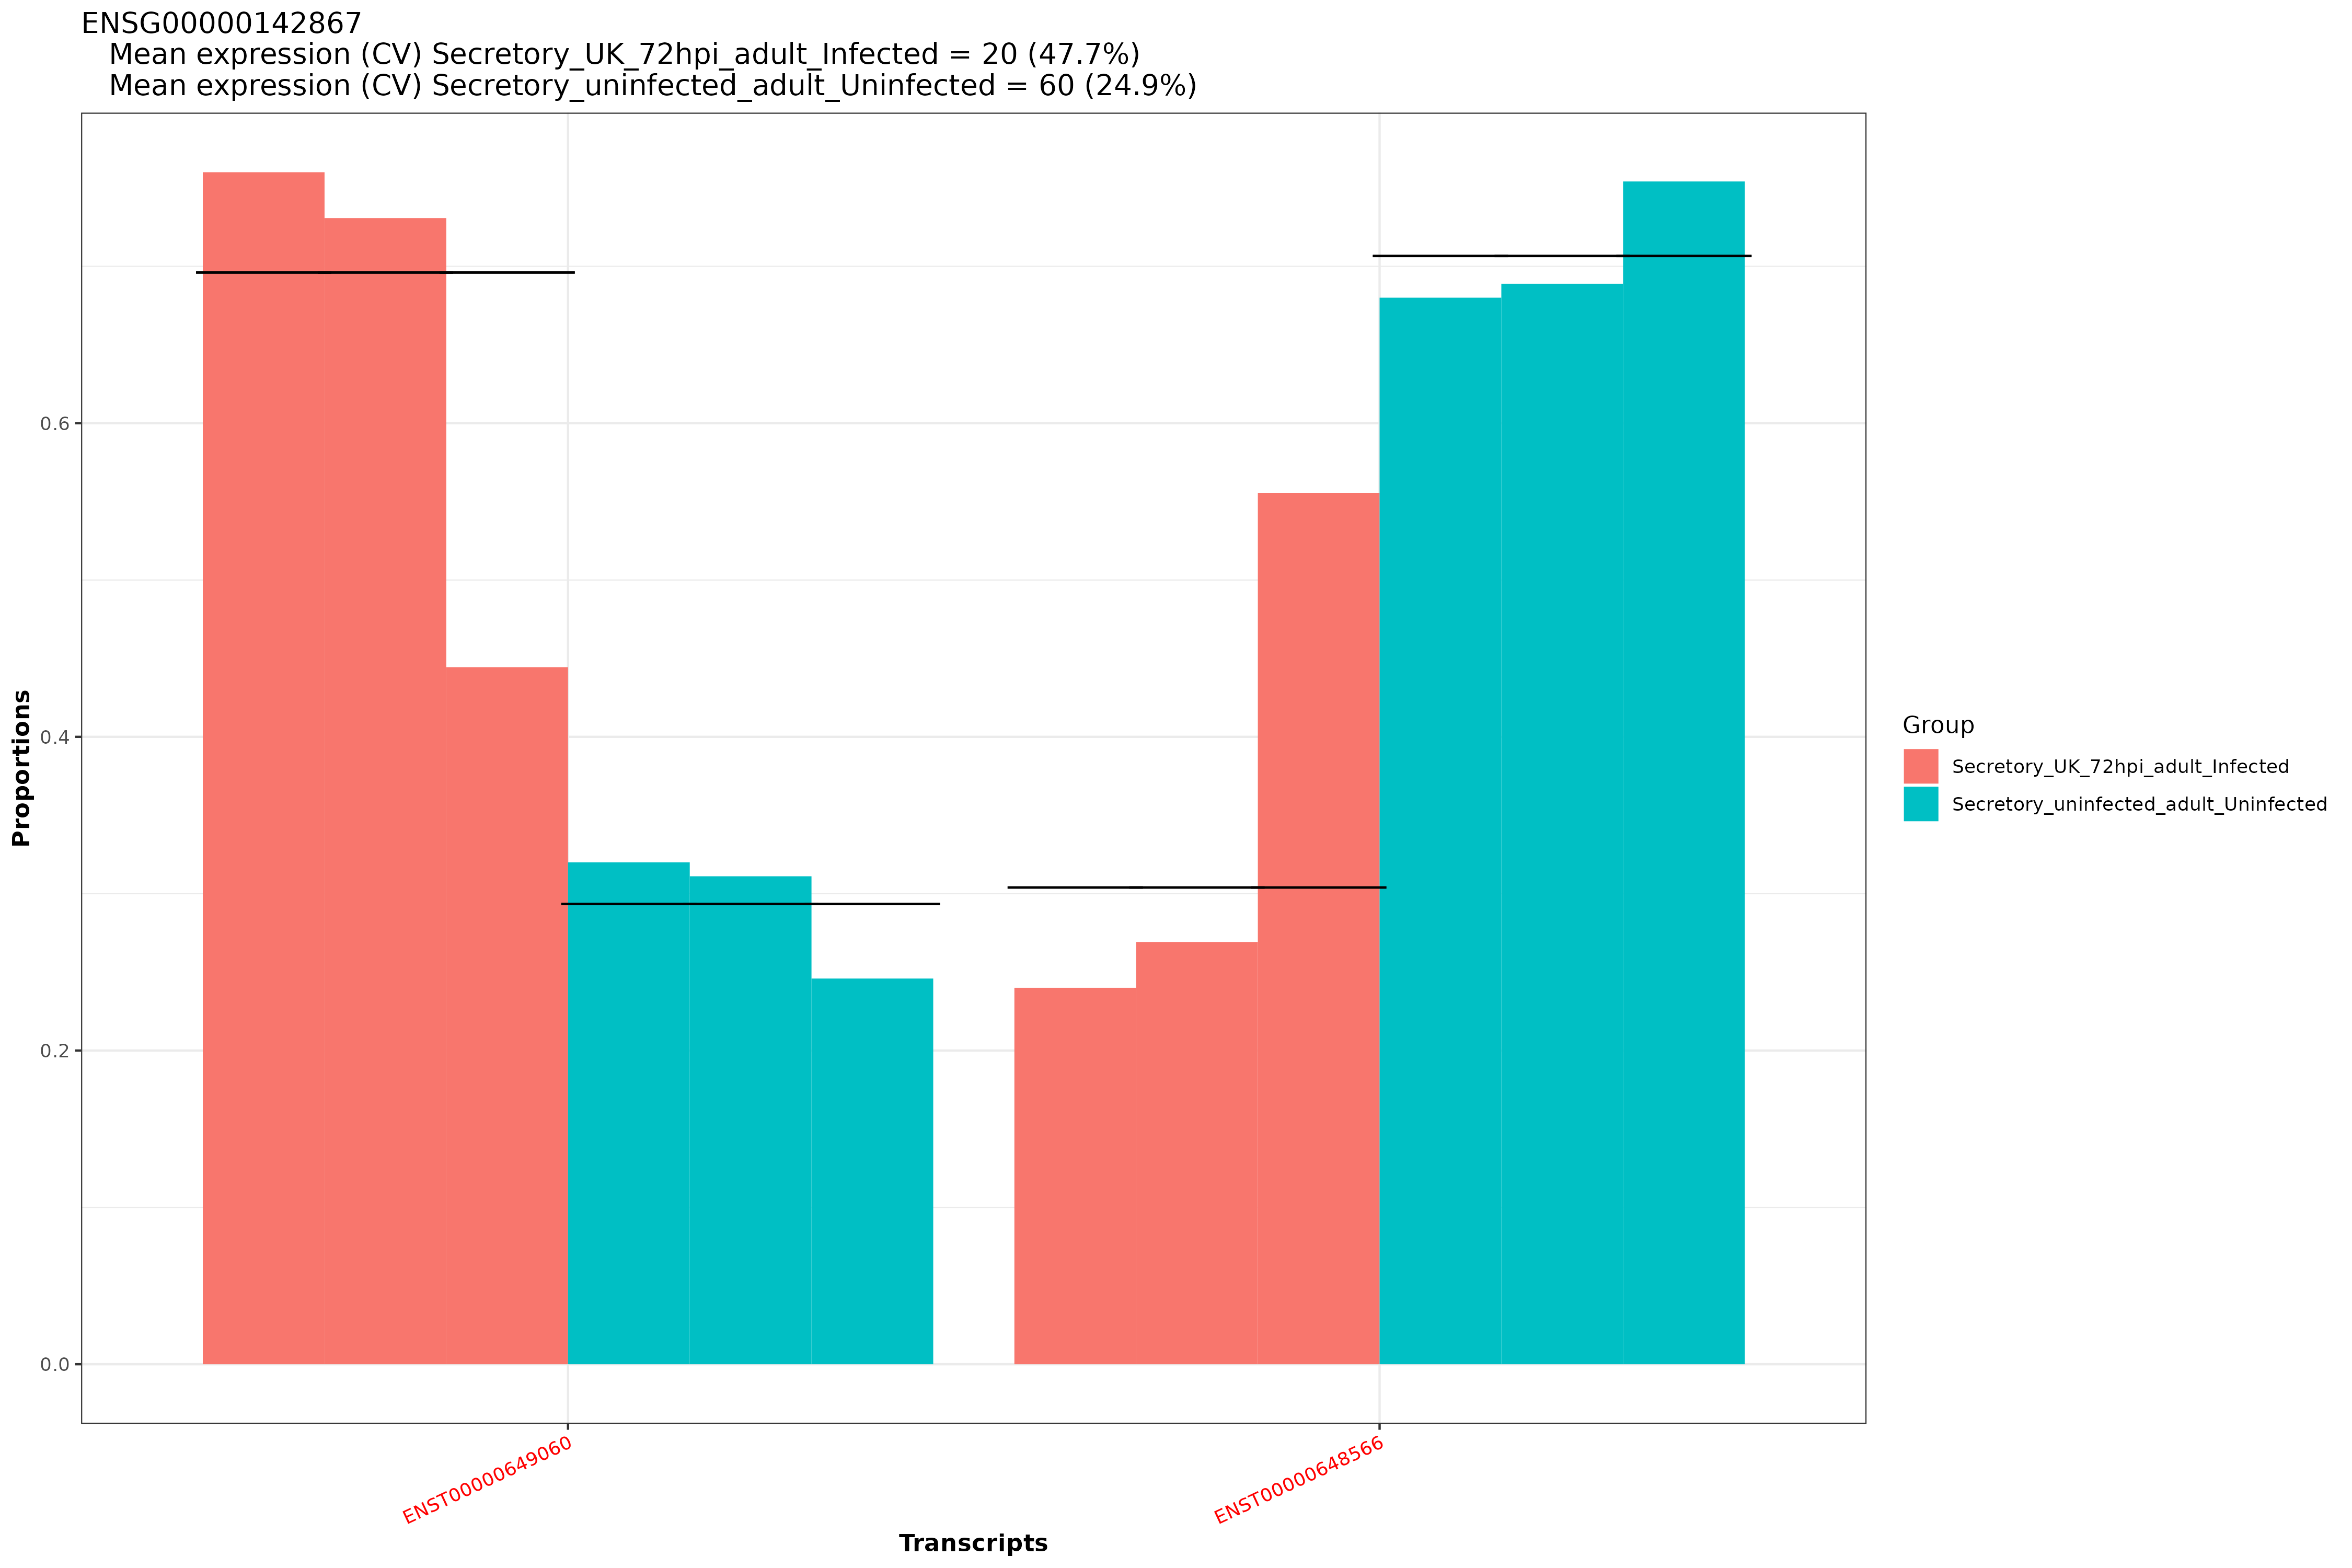 ENSG00000142867
Mean expression (CV) Secretory_UK_72hpi_adult_Infected = 20 (47.7%)
Mean expression (CV) Secretory_uninfected_adult_Uninfected = 60 (24.9%)
Proportions
0.6
0.4
0.2
0.0
ENST00000649060
ENST00000648566
Transcripts
Group
Secretory_UK_72hpi_adult_Infected
Secretory_uninfected_adult_Uninfected